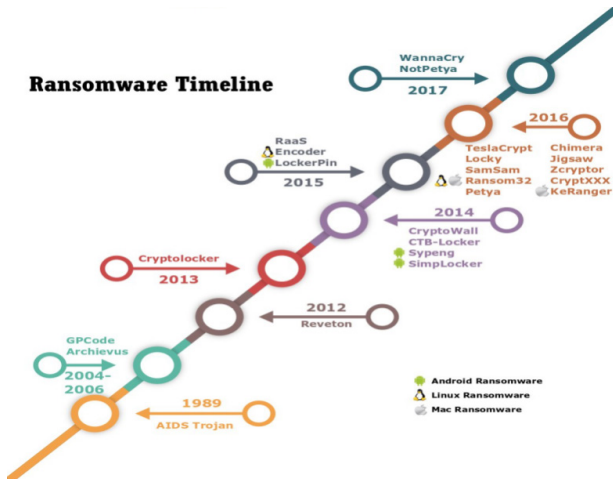 Ransomware Timeline
WannaCry
NotPetya
2017
2016
TeslaCrypt
Locky
SamSam
Ransom32
Petya
Chimera
Jigsaw
Zcryptor
CryptXXX
KeRanger
RaaS
Encoder
LockerPin
2015
2014
CryptoWall
CTB-Locker
Sypeng
SimpLocker
Cryptolocker
2013
2012
Reveton
GPCode
Archievus
2004-
2006
1989
AIDS Trojan
Android Ransomware
Linux Ransomware
Mac Ransomware